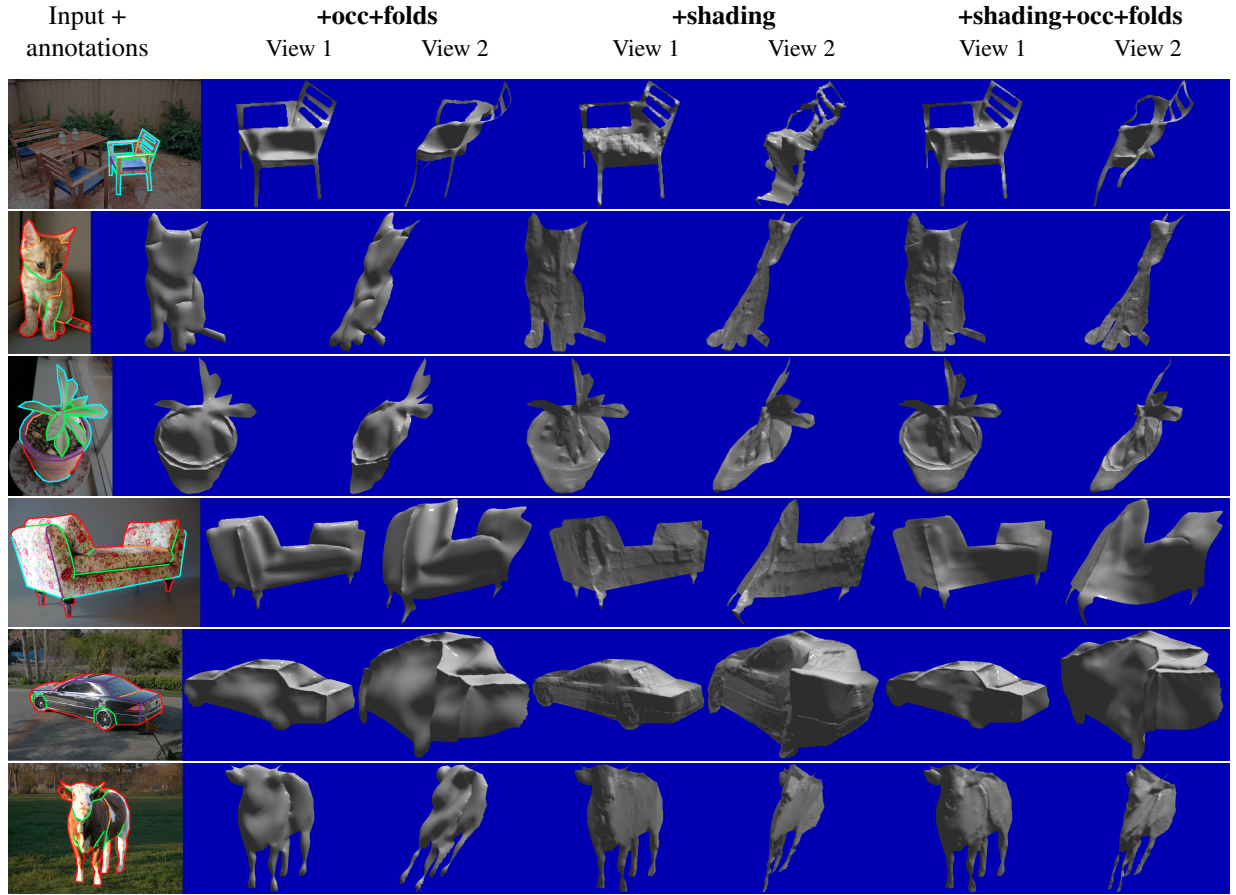 Input + +occ+folds +shading +shading+occ+folds
annotations View 1 View 2 View 1 View 2 View 1 View 2